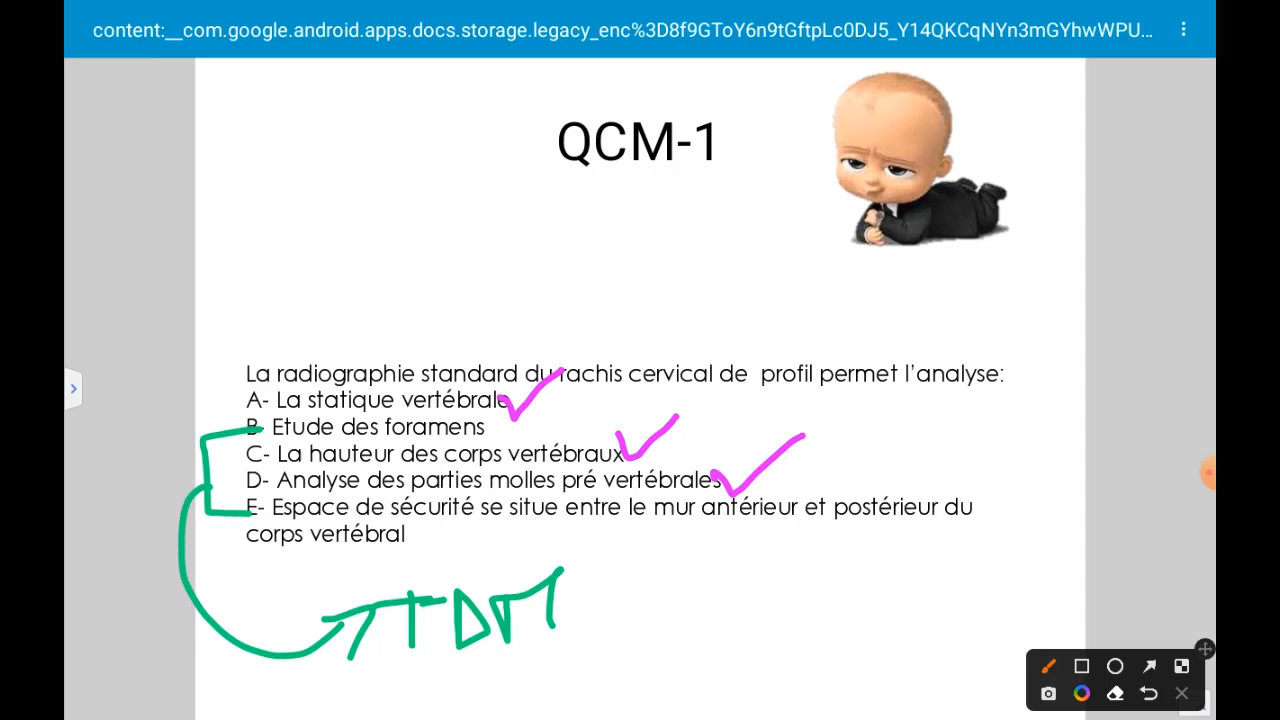 content:__com.google.android.apps.docs.storage.legacy_enc%3D8f9GToY6n9tGftpLc0DJ5_Y14QKCqNYn3mGYhwWPU...
QCM-1
La radiographie standard du rachis cervical de profil permet l'analyse:
A- La statique vertébrale
B- Etude des foramens
C- La hauteur des corps vertébraux
D- Analyse des parties molles pré vertébrales
E- Espace de sécurité se situe entre le mur antérieur et postérieur du
corps vertébral
TDM